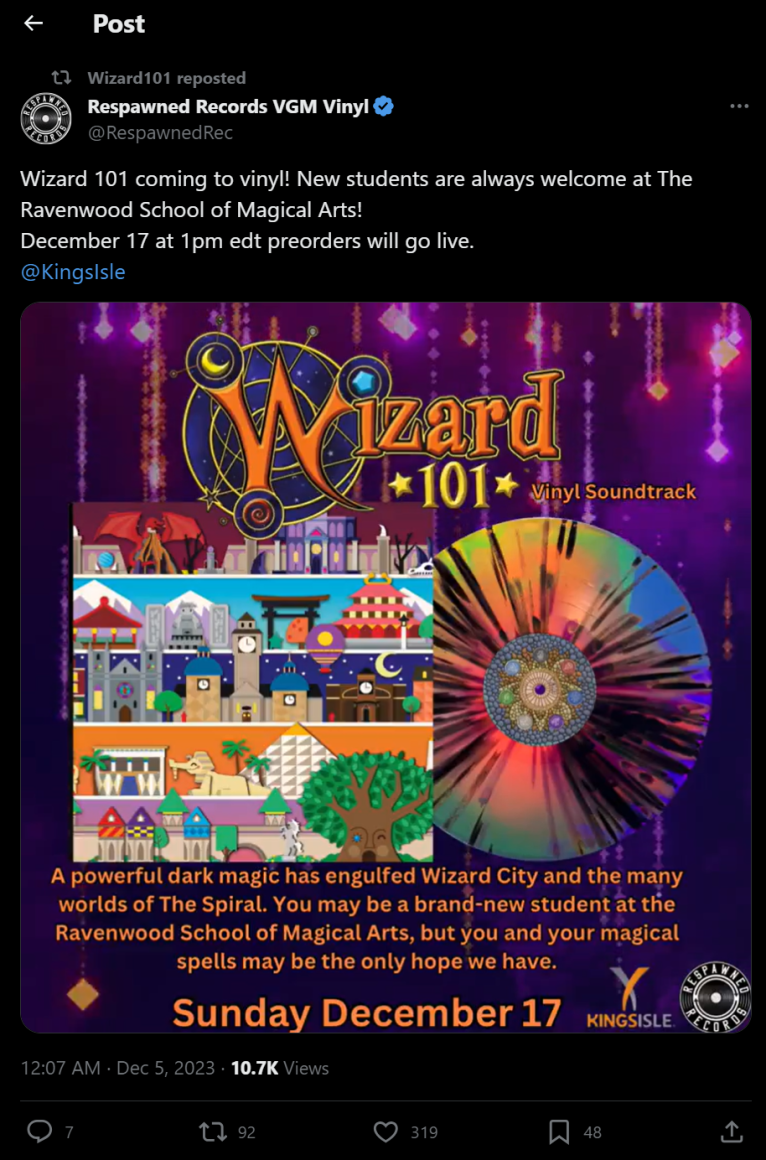 Post
Wizard101 reposted
Respawned Records VGM Vinyl
@RespawnedRec
Wizard 101 coming to vinyl! New students are always welcome at The
Ravenwood School of Magical Arts!
December 17 at 1pm edt preorders will go live.
@KingsIsle
Wizard
101
Vinyl Soundtrack
A powerful dark magic has engulfed Wizard City and the many
worlds of The Spiral. You may be a brand-new student at the
Ravenwood School of Magical Arts, but you and your magical
spells may be the only hope we have.
Sunday December 17
KINGSISLE
RESPAWNED
RECORDS
12:07 AM · Dec 5, 2023 · 10.7K Views
7 92 319 48